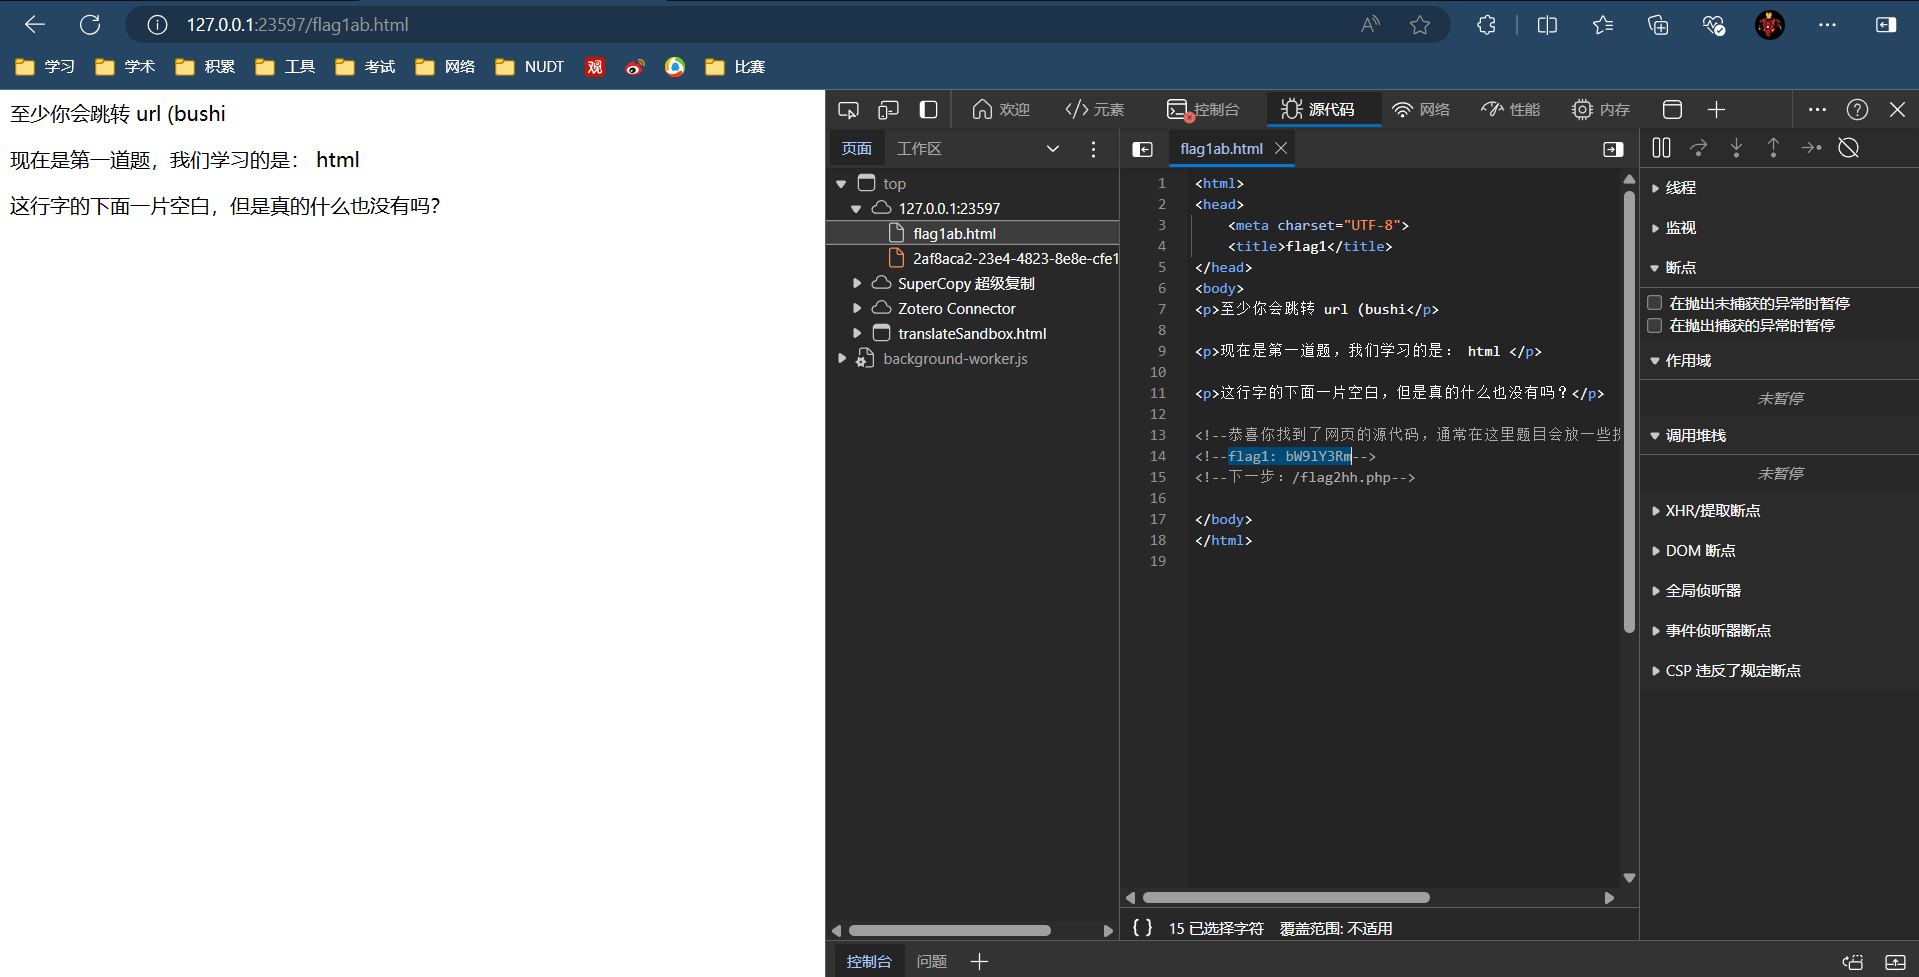 127.0.0.1:23597/flag1ab.html
学习 学术 积累 工具 考试 网络 NUDT 观 比赛
至少你会跳转 url (bushi
现在是第一道题，我们学习的是： html
这行字的下面一片空白，但是真的什么也没有吗？
欢迎 元素 控制台 源代码 网络 性能 内存
页面 工作区
top
127.0.0.1:23597
flag1ab.html
2af8aca2-23e4-4823-8e8e-cfe1
SuperCopy 超级复制
Zotero Connector
translateSandbox.html
background-worker.js
flag1ab.html
1 <html>
2 <head>
3 <meta charset="UTF-8">
4 <title>flag1</title>
5 </head>
6 <body>
7 <p>至少你会跳转 url (bushi</p>
8
9 <p>现在是第一道题，我们学习的是： html </p>
10
11 <p>这行字的下面一片空白，但是真的什么也没有吗？</p>
12
13 <!--恭喜你找到了网页的源代码，通常在这里题目会放一些
14 <!--flag1: bW9lY3Rm-->
15 <!--下一步：/flag2hh.php-->
16
17 </body>
18 </html>
19
{ } 15 已选择字符 覆盖范围: 不适用
线程
监视
断点
在抛出未捕获的异常时暂停
在抛出捕获的异常时暂停
作用域
未暂停
调用堆栈
未暂停
XHR/提取断点
DOM 断点
全局侦听器
事件侦听器断点
CSP 违反了规定断点
控制台 问题